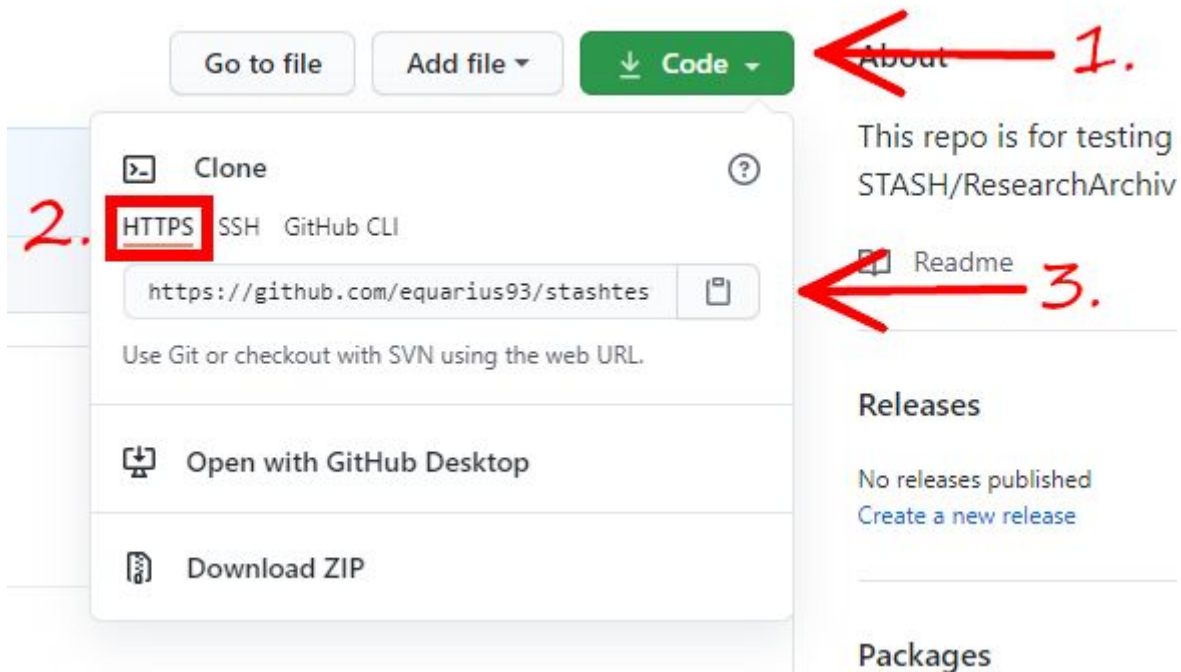 Go to file Add file Code 1.
About
This repo is for testing
STASH/ResearchArchiv
Clone
2. HTTPS SSH GitHub CLI
Readme
https://github.com/equarius93/stashtes 3.
Use Git or checkout with SVN using the web URL.
Releases
Open with GitHub Desktop
No releases published
Create a new release
Download ZIP
Packages